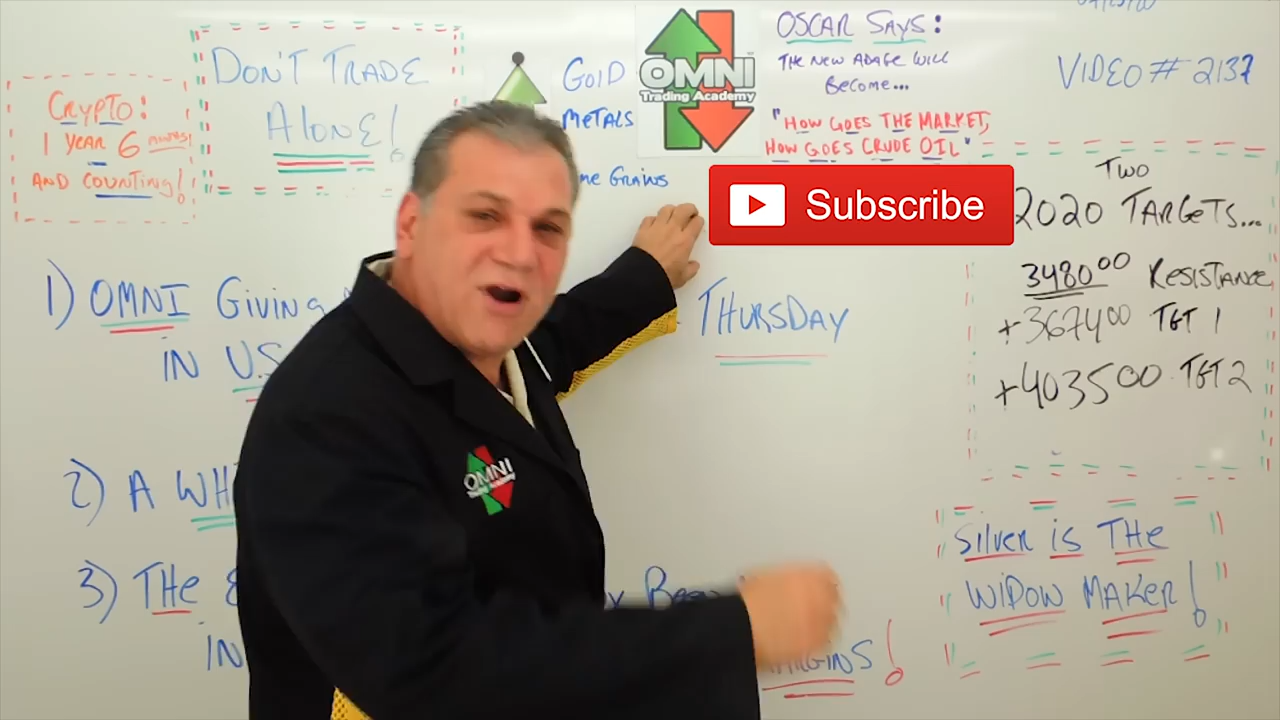 CRYPTO:
1 YEAR 6
AND COUNTING!
DON'T TRADE
ALONE!
GOLD
METALS
GRAINS
OMNI
Trading Academy
OSCAR SAYS:
THE NEW ADAGE WILL
BECOME...
"HOW GOES THE MARKET,
HOW GOES CRUDE OIL"
VIDEO # 2137
Subscribe
TWO
2020 TARGETS...
3480.00 RESISTANCE
+3674.00 TGT 1
+4035.00 TGT 2
1) OMNI GIVING
THURSDAY
IN U.S
2) A
3) THE
IN
OMNI
SILVER IS THE
WIDOW MAKER!